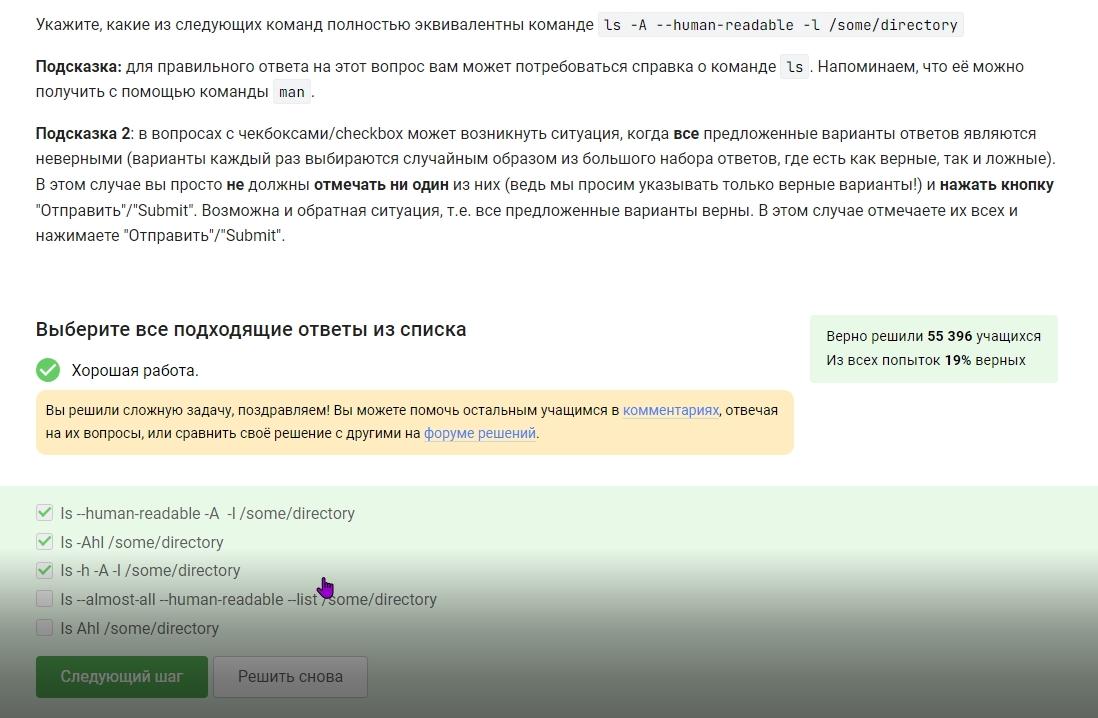 Укажите, какие из следующих команд полностью эквивалентны команде ls -A --human-readable -l /some/directory
Подсказка: для правильного ответа на этот вопрос вам может потребоваться справка о команде ls. Напоминаем, что её можно
получить с помощью команды man.
Подсказка 2: в вопросах с чекбоксами/checkbox может возникнуть ситуация, когда все предложенные варианты ответов являются
неверными (варианты каждый раз выбираются случайным образом из большого набора ответов, где есть как верные, так и ложные).
В этом случае вы просто не должны отмечать ни один из них (ведь мы просим указывать только верные варианты!) и нажать кнопку
"Отправить"/"Submit". Возможна и обратная ситуация, т.е. все предложенные варианты верны. В этом случае отмечаете их всех и
нажимаете "Отправить"/"Submit".
Выберите все подходящие ответы из списка
Верно решили 55 396 учащихся
Из всех попыток 19% верных
Хорошая работа.
Вы решили сложную задачу, поздравляем! Вы можете помочь остальным учащимся в комментариях, отвечая
на их вопросы, или сравнить своё решение с другими на форуме решений.
ls --human-readable -A  -l /some/directory
ls -Ahl /some/directory
ls -h -A -l /some/directory
ls --almost-all --human-readable --list /some/directory
ls Ahl /some/directory
Следующий шаг
Решить снова